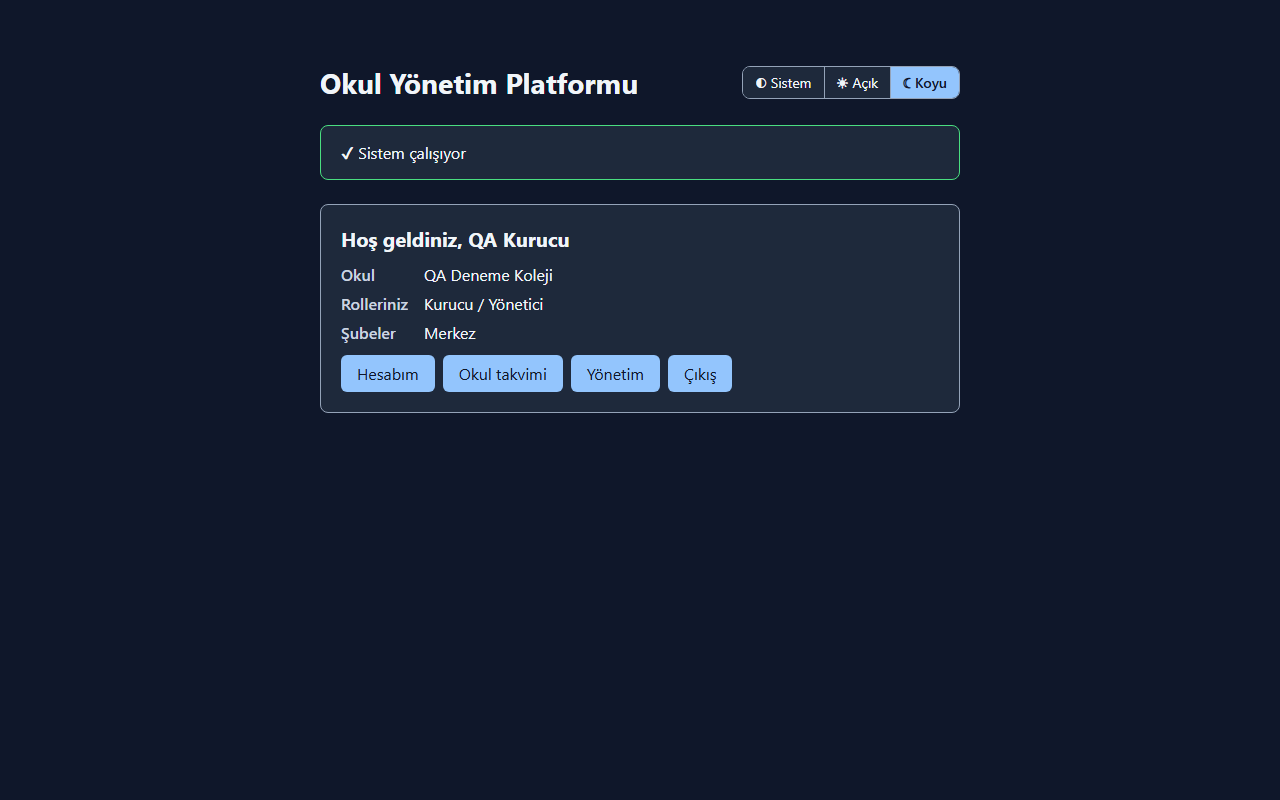 Okul Yönetim Platformu
◐ Sistem ☀ Açık ☾ Koyu
✓ Sistem çalışıyor
Hoş geldiniz, QA Kurucu
Okul QA Deneme Koleji
Rolleriniz Kurucu / Yönetici
Şubeler Merkez
Hesabım Okul takvimi Yönetim Çıkış